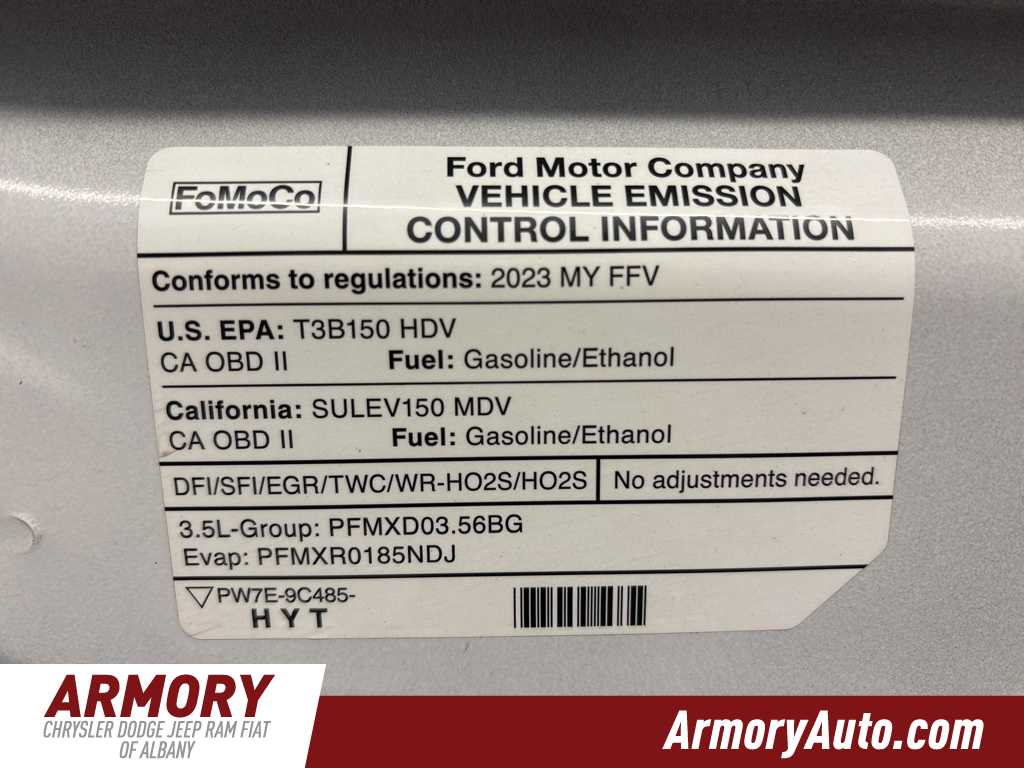 FoMoCo
Ford Motor Company
VEHICLE EMISSION
CONTROL INFORMATION
Conforms to regulations: 2023 MY FFV
U.S. EPA: T3B150 HDV
CA OBD II Fuel: Gasoline/Ethanol
California: SULEV150 MDV
CA OBD II Fuel: Gasoline/Ethanol
DFI/SFI/EGR/TWC/WR-HO2S/HO2S No adjustments needed.
3.5L-Group: PFMXD03.56BG
Evap: PFMXR0185NDJ
PW7E-9C485-
HYT
ARMORY
CHRYSLER DODGE JEEP RAM FIAT
OF ALBANY
ArmoryAuto.com